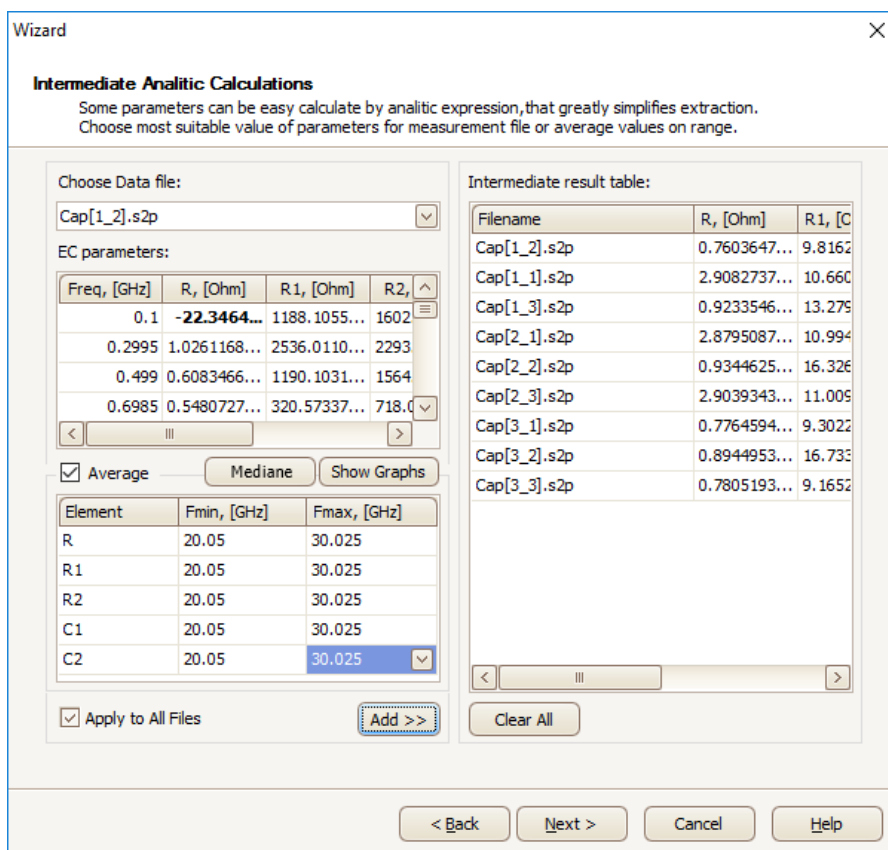 Wizard
Intermediate Analitic Calculations
Some parameters can be easy calculate by analitic expression,that greatly simplifies extraction.
Choose most suitable value of parameters for measurement file or average values on range.
Choose Data file:
Cap[1_2].s2p
EC parameters:
Freq, [GHz] R, [Ohm] R1, [Ohm] R2,
0.1 -22.3464... 1188.1055... 1602
0.2995 1.0261168... 2536.0110... 2293
0.499 0.6083466... 1190.1031... 1564
0.6985 0.5480727... 320.57337... 718.0
Average Mediane Show Graphs
Element Fmin, [GHz] Fmax, [GHz]
R 20.05 30.025
R1 20.05 30.025
R2 20.05 30.025
C1 20.05 30.025
C2 20.05 30.025
Apply to All Files Add >>
Intermediate result table:
Filename R, [Ohm] R1, [O
Cap[1_2].s2p 0.7603647... 9.8162
Cap[1_1].s2p 2.9082737... 10.660
Cap[1_3].s2p 0.9233546... 13.279
Cap[2_1].s2p 2.8795087... 10.994
Cap[2_2].s2p 0.9344625... 16.326
Cap[2_3].s2p 2.9039343... 11.009
Cap[3_1].s2p 0.7764594... 9.3022
Cap[3_2].s2p 0.8944953... 16.733
Cap[3_3].s2p 0.7805193... 9.1652
Clear All
< Back Next > Cancel Help